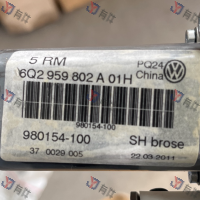 5 RM
PQ24
6Q2 959 802 A 01H
China
980154-100
980154-100
SH brose
37 0029 005
22.03.2011